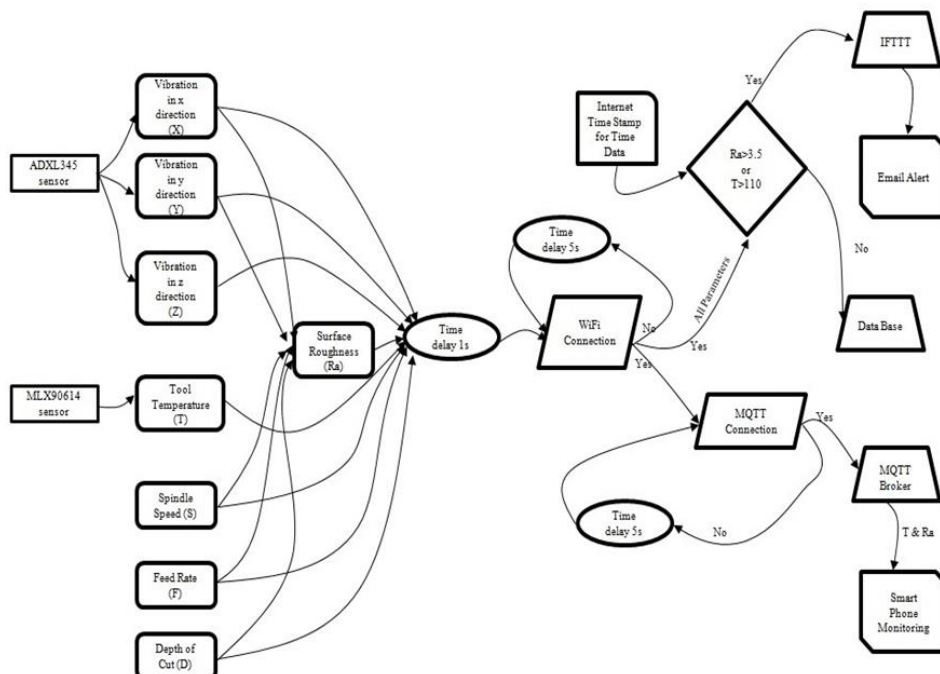 ADXL345
sensor
Vibration
in x
direction
(X)
Vibration
in y
direction
(Y)
Vibration
in z
direction
(Z)
MLX90614
sensor
Tool
Temperature
(T)
Spindle
Speed (S)
Feed Rate
(F)
Depth of
Cut (D)
Surface
Roughness
(Ra)
Time
delay 1s
Time
delay 5s
WiFi
Connection
No
Yes
Yes
All Parameters
Internet
Time Stamp
for Time
Data
Ra>3.5
or
T>110
Yes
No
IFTTT
Email Alert
Data Base
MQTT
Connection
Yes
No
Time
delay 5s
MQTT
Broker
T & Ra
Smart
Phone
Monitoring